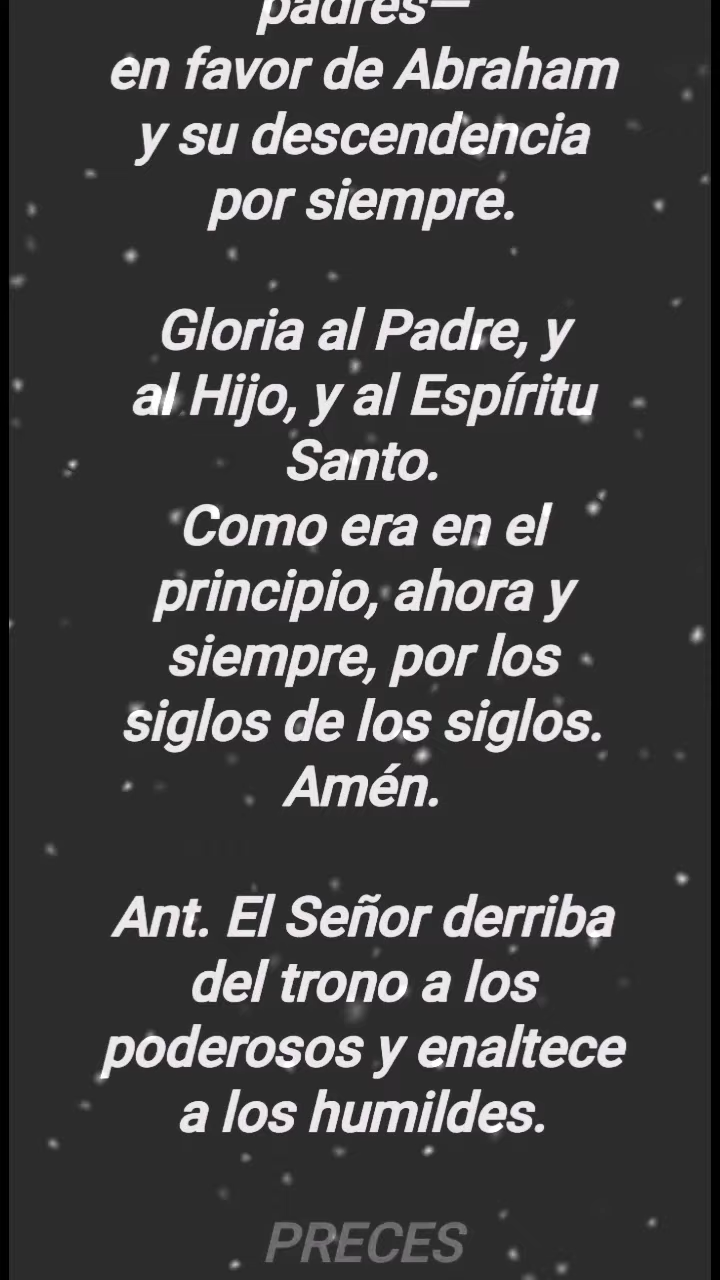 padres—
en favor de Abraham
y su descendencia
por siempre.
Gloria al Padre, y
al Hijo, y al Espíritu
Santo.
Como era en el
principio, ahora y
siempre, por los
siglos de los siglos.
Amén.
Ant. El Señor derriba
del trono a los
poderosos y enaltece
a los humildes.
PRECES